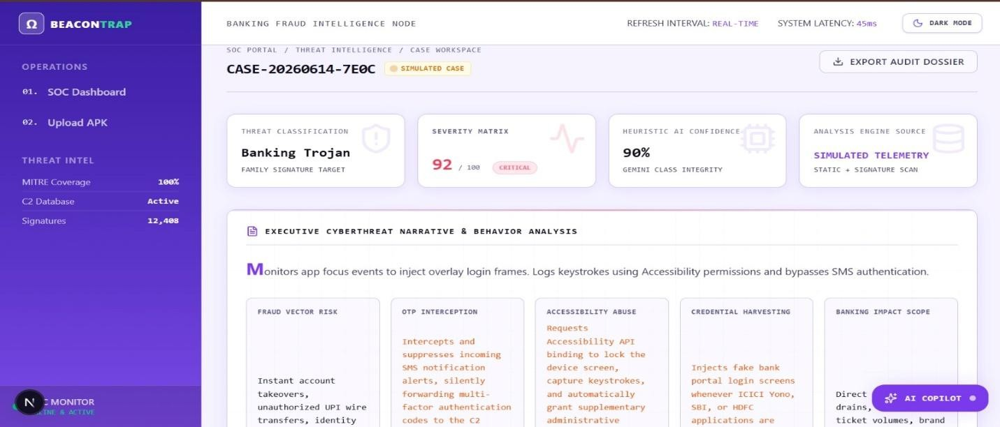 Ω BEACONTRAP
OPERATIONS
01. SOC Dashboard
02. Upload APK
THREAT INTEL
MITRE Coverage 100%
C2 Database Active
Signatures 12,408
N C MONITOR
LINE & ACTIVE
BANKING FRAUD INTELLIGENCE NODE
REFRESH INTERVAL: REAL-TIME
SYSTEM LATENCY: 45ms
DARK MODE
SOC PORTAL / THREAT INTELLIGENCE / CASE WORKSPACE
CASE-20260614-7E0C
SIMULATED CASE
EXPORT AUDIT DOSSIER
THREAT CLASSIFICATION
Banking Trojan
FAMILY SIGNATURE TARGET
SEVERITY MATRIX
92 / 100 CRITICAL
HEURISTIC AI CONFIDENCE
90%
GEMINI CLASS INTEGRITY
ANALYSIS ENGINE SOURCE
SIMULATED TELEMETRY
STATIC + SIGNATURE SCAN
EXECUTIVE CYBERTHREAT NARRATIVE & BEHAVIOR ANALYSIS
Monitors app focus events to inject overlay login frames. Logs keystrokes using Accessibility permissions and bypasses SMS authentication.
FRAUD VECTOR RISK
Instant account
takeovers,
unauthorized UPI wire
transfers, identity
OTP INTERCEPTION
Intercepts and
suppresses incoming
SMS notification
alerts, silently
forwarding multi-
factor authentication
codes to the C2
ACCESSIBILITY ABUSE
Requests
Accessibility API
binding to lock the
device screen,
capture keystrokes,
and automatically
grant supplementary
administrative
CREDENTIAL HARVESTING
Injects fake bank
portal login screens
whenever ICICI Yono,
SBI, or HDFC
applications are
BANKING IMPACT SCOPE
Direct
drains,
ticket volumes, brand
AI COPILOT